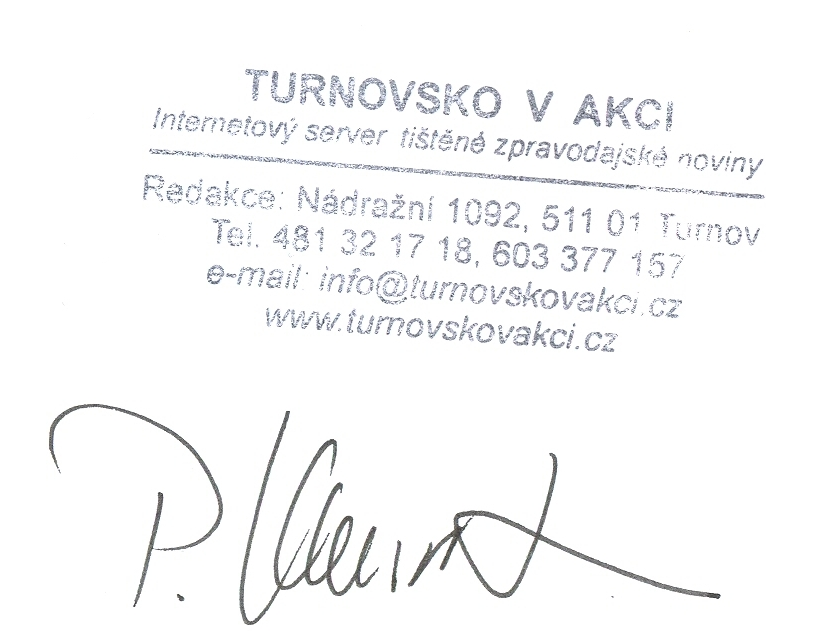 TURNOVSKO V AKCI
Internetový server tištěné zpravodajské noviny
Redakce: Nádražní 1092, 511 01 Turnov
Tel. 481 32 17 18, 603 377 157
e-mail: info@turnovskovakci.cz
www.turnovskovakci.cz
P.